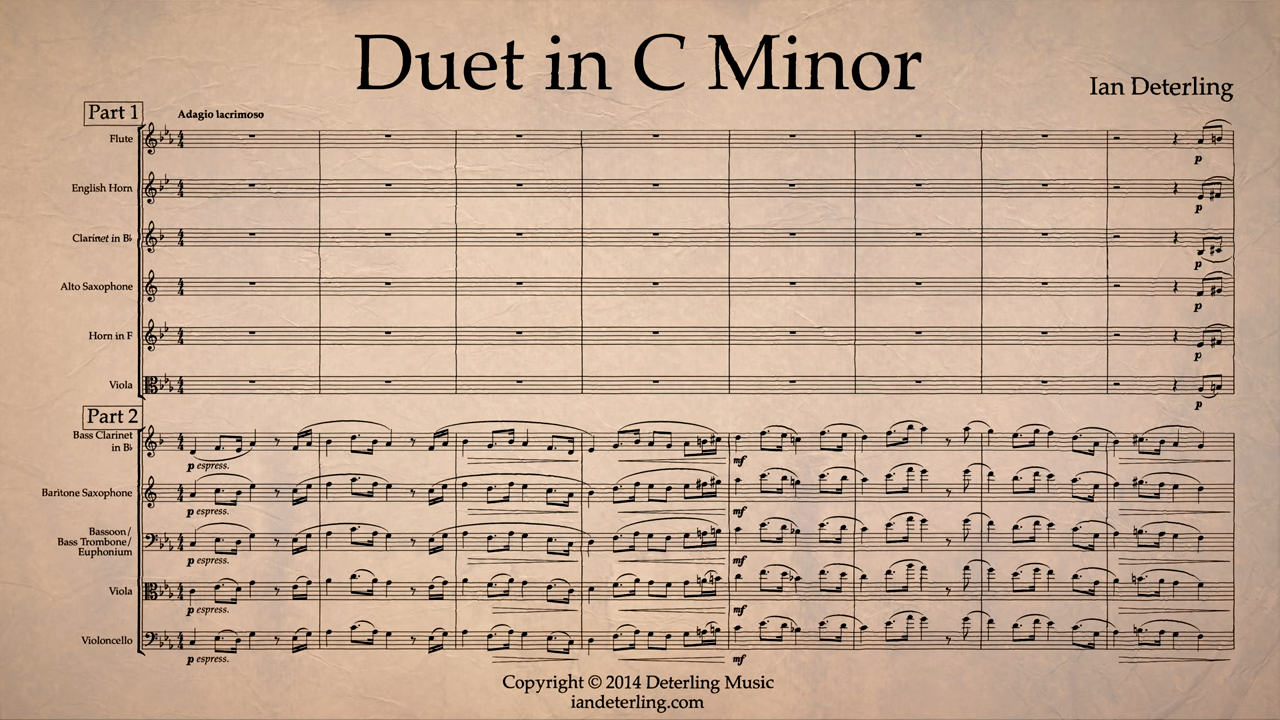 Duet in C Minor
Ian Deterling
Part 1
Adagio lacrimoso
Flute
p
English Horn
p
Clarinet in B♭
p
Alto Saxophone
p
Horn in F
p
Viola
p
Part 2
Bass Clarinet
in B♭
p espress.
mf
Baritone Saxophone
p espress.
mf
Bassoon/
Bass Trombone/
Euphonium
p espress.
mf
Viola
p espress.
mf
Violoncello
p espress.
mf
Copyright © 2014 Deterling Music
iandeterling.com